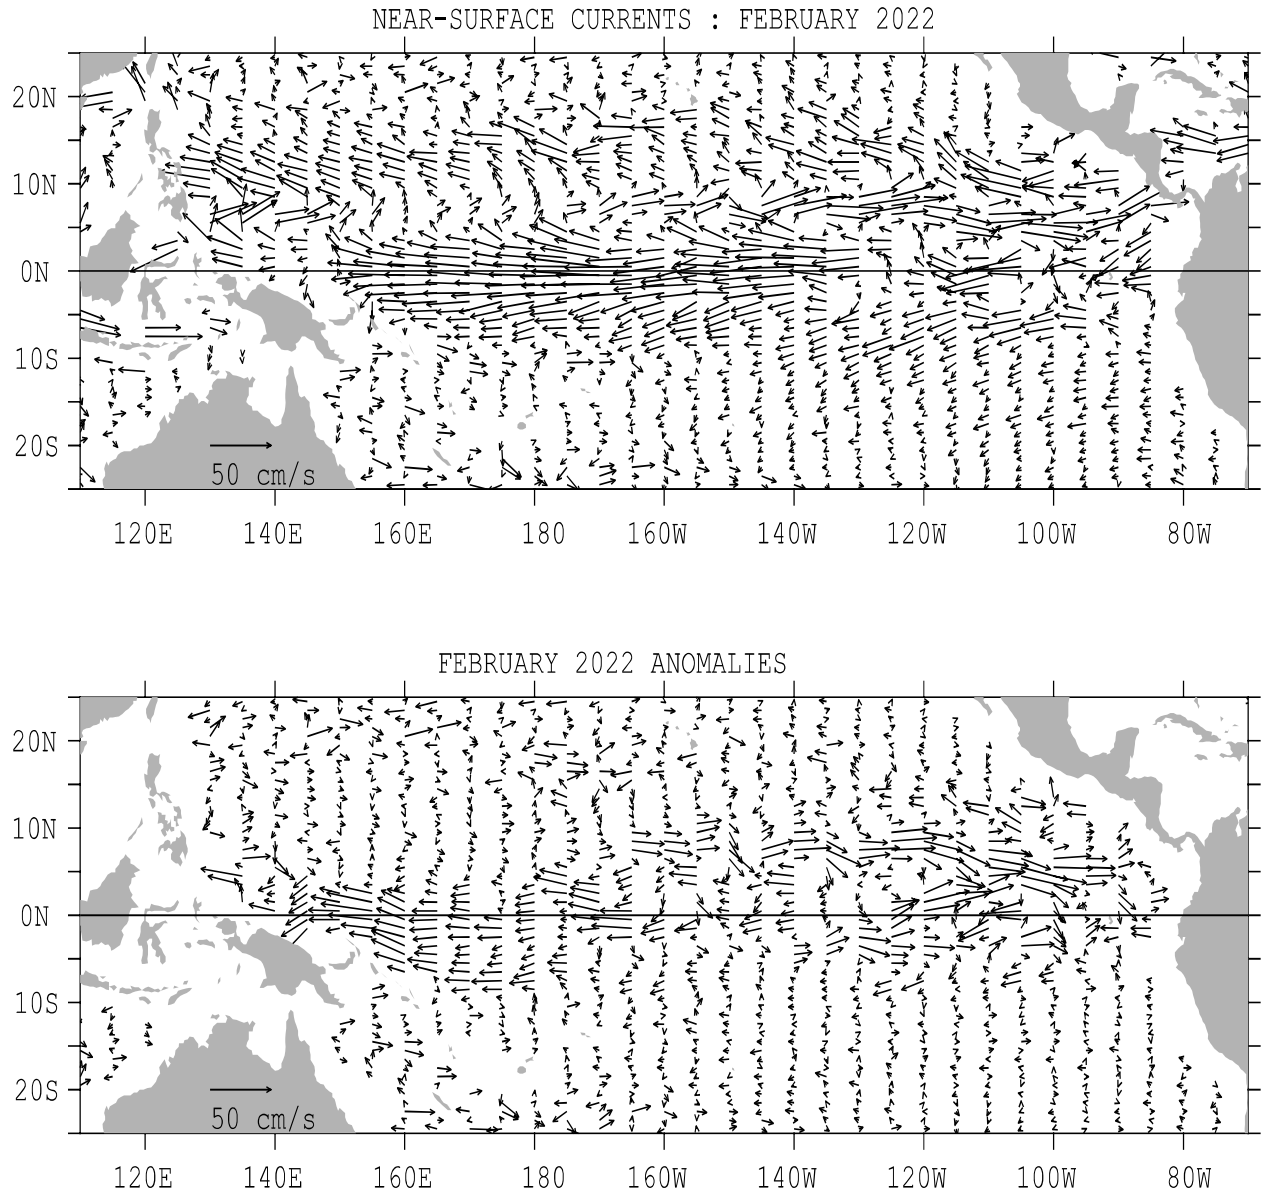 NEAR-SURFACE CURRENTS : FEBRUARY 2022
20N
10N
0N
10S
20S
50 cm/s
120E 140E 160E 180 160W 140W 120W 100W 80W
FEBRUARY 2022 ANOMALIES
20N
10N
0N
10S
20S
50 cm/s
120E 140E 160E 180 160W 140W 120W 100W 80W